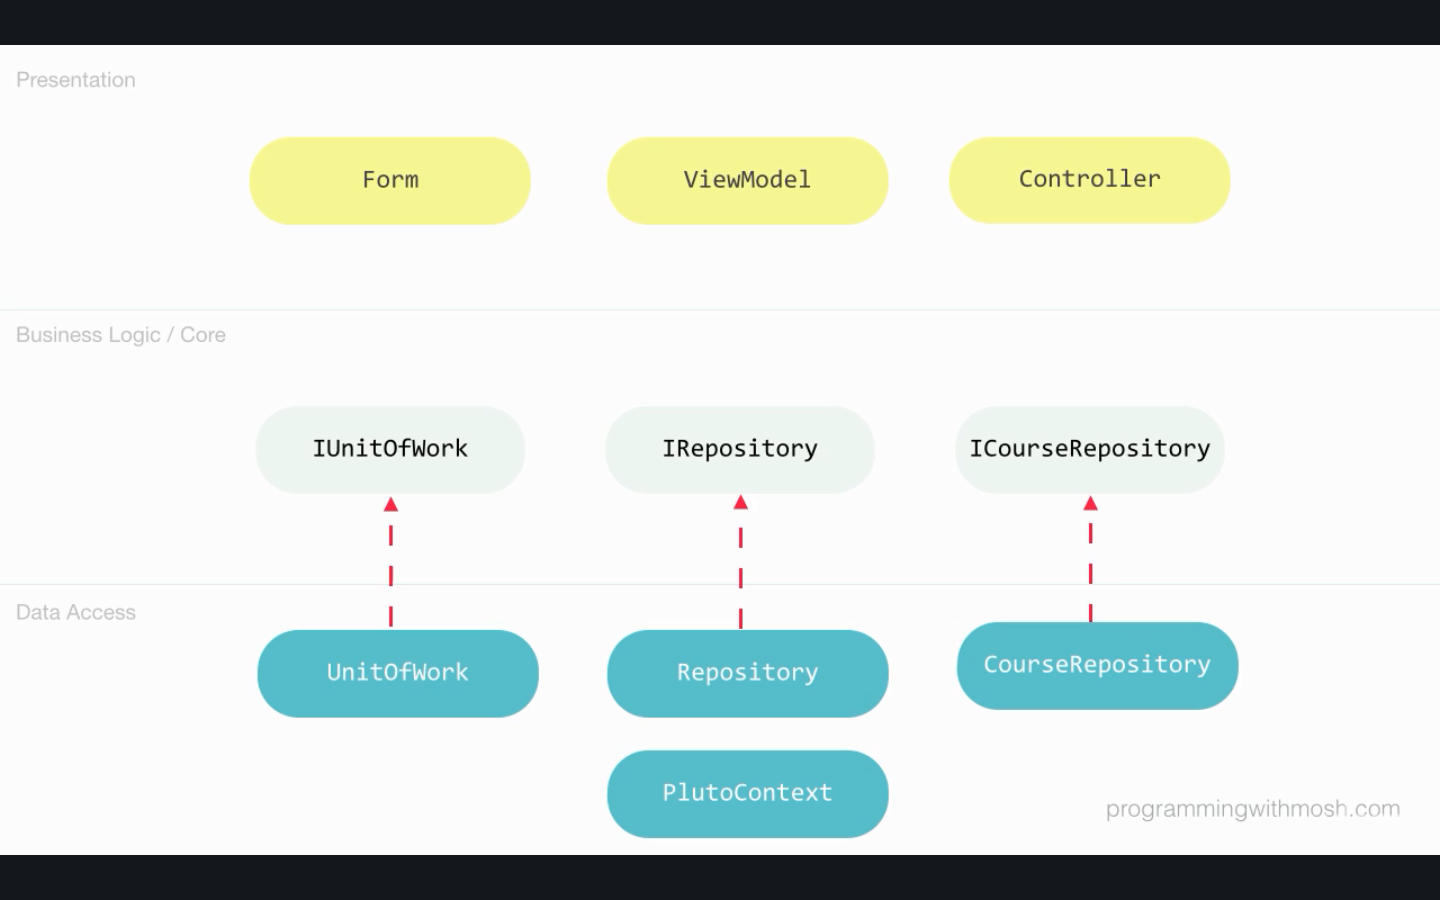 Presentation
Form
ViewModel
Controller
Business Logic / Core
IUnitOfWork
IRepository
ICourseRepository
Data Access
UnitOfWork
Repository
CourseRepository
PlutoContext
programmingwithmosh.com